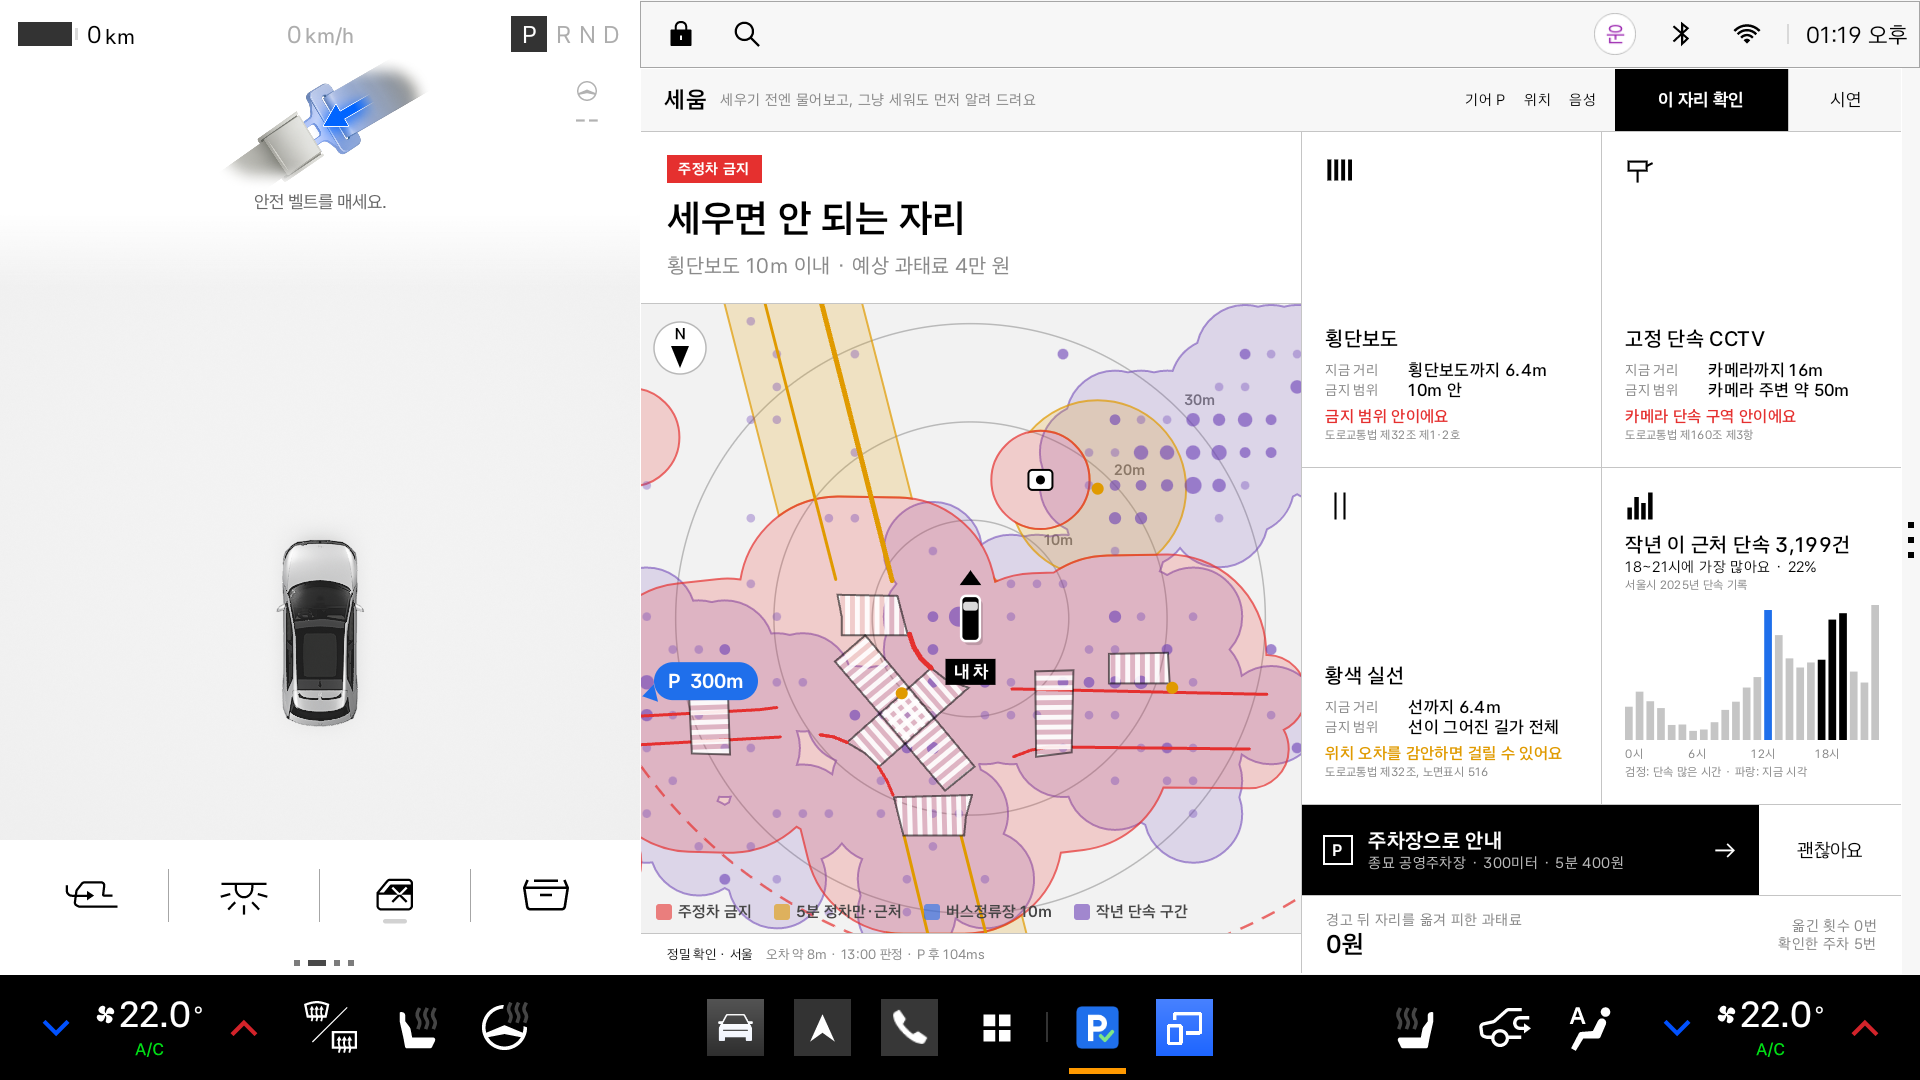 0 km
0 km/h
P R N D
안전 벨트를 매세요.
운
01:19 오후
세움
세우기 전엔 물어보고, 그냥 세워도 먼저 알려 드려요
기어 P
위치
음성
이 자리 확인
시연
주정차 금지
세우면 안 되는 자리
횡단보도 10m 이내 · 예상 과태료 4만 원
N
30m
20m
10m
내 차
P 300m
주정차 금지
5분 정차만·근처
버스정류장 10m
작년 단속 구간
정밀 확인 · 서울
오차 약 8m · 13:00 판정 · P 후 104ms
횡단보도
지금 거리 횡단보도까지 6.4m
금지 범위 10m 안
금지 범위 안이에요
도로교통법 제32조 제1·2호
고정 단속 CCTV
지금 거리 카메라까지 16m
금지 범위 카메라 주변 약 50m
카메라 단속 구역 안이에요
도로교통법 제160조 제3항
황색 실선
지금 거리 선까지 6.4m
금지 범위 선이 그어진 길가 전체
위치 오차를 감안하면 걸릴 수 있어요
도로교통법 제32조, 노면표시 516
작년 이 근처 단속 3,199건
18~21시에 가장 많아요 · 22%
서울시 2025년 단속 기록
0시 6시 12시 18시
검정: 단속 많은 시간 · 파랑: 지금 시각
P
주차장으로 안내
종묘 공영주차장 · 300미터 · 5분 400원
괜찮아요
경고 뒤 자리를 옮겨 피한 과태료
0원
옮긴 횟수 0번
확인한 주차 5번
22.0°
A/C
P
A
22.0°
A/C